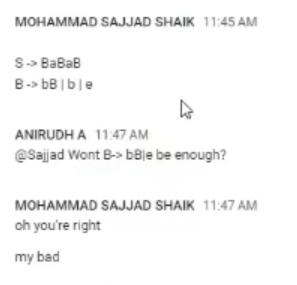 MOHAMMAD SAJJAD SHAIK 11:45 AM
S -> BaBaB
B -> bB | b | e
ANIRUDH A 11:47 AM
@Sajjad Wont B-> bB|e be enough?
MOHAMMAD SAJJAD SHAIK 11:47 AM
oh you're right
my bad